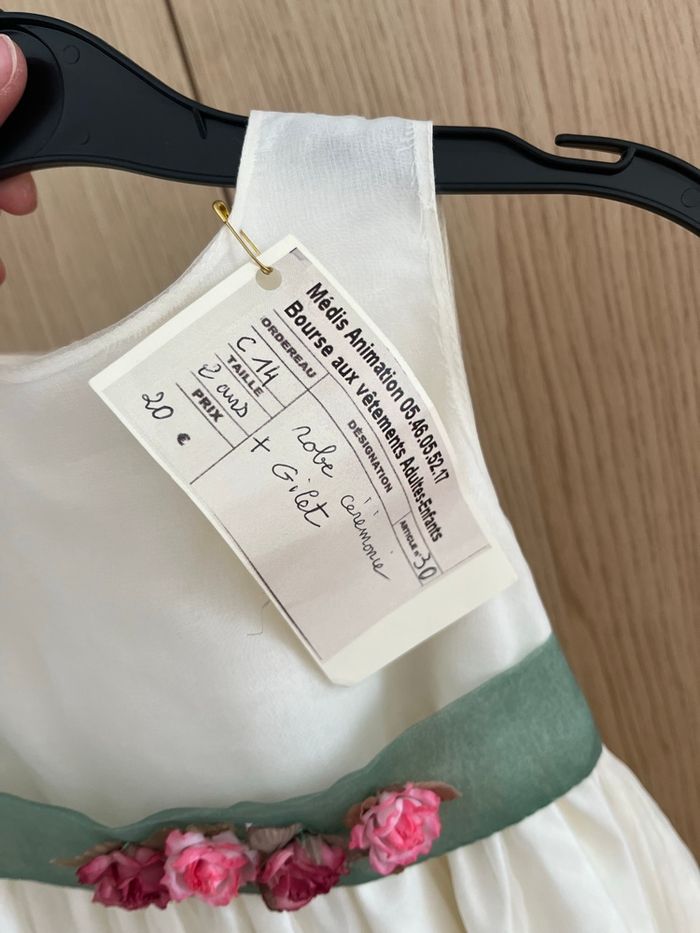 Médis Animation 05.46.05.52.17
Bourse aux vêtements Adultes-Enfants
ORDEREAU
C 14
TAILLE
2 ans
PRIX
20 €
DÉSIGNATION
robe cérémonie
+ Gilet
ARTICLE n° 30